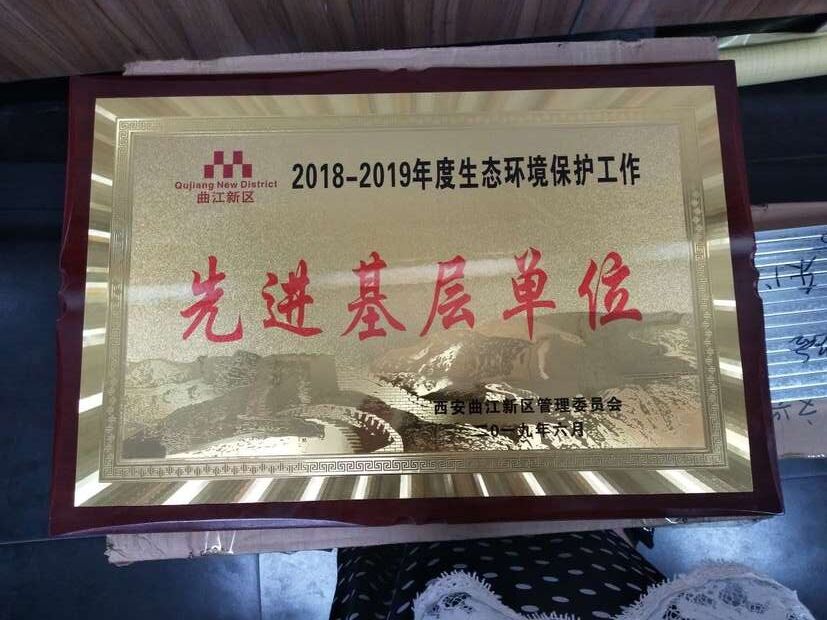 Qujiang New District
曲江新区
2018-2019年度生态环境保护工作
先进基层单位
西安曲江新区管理委员会
二0一九年六月